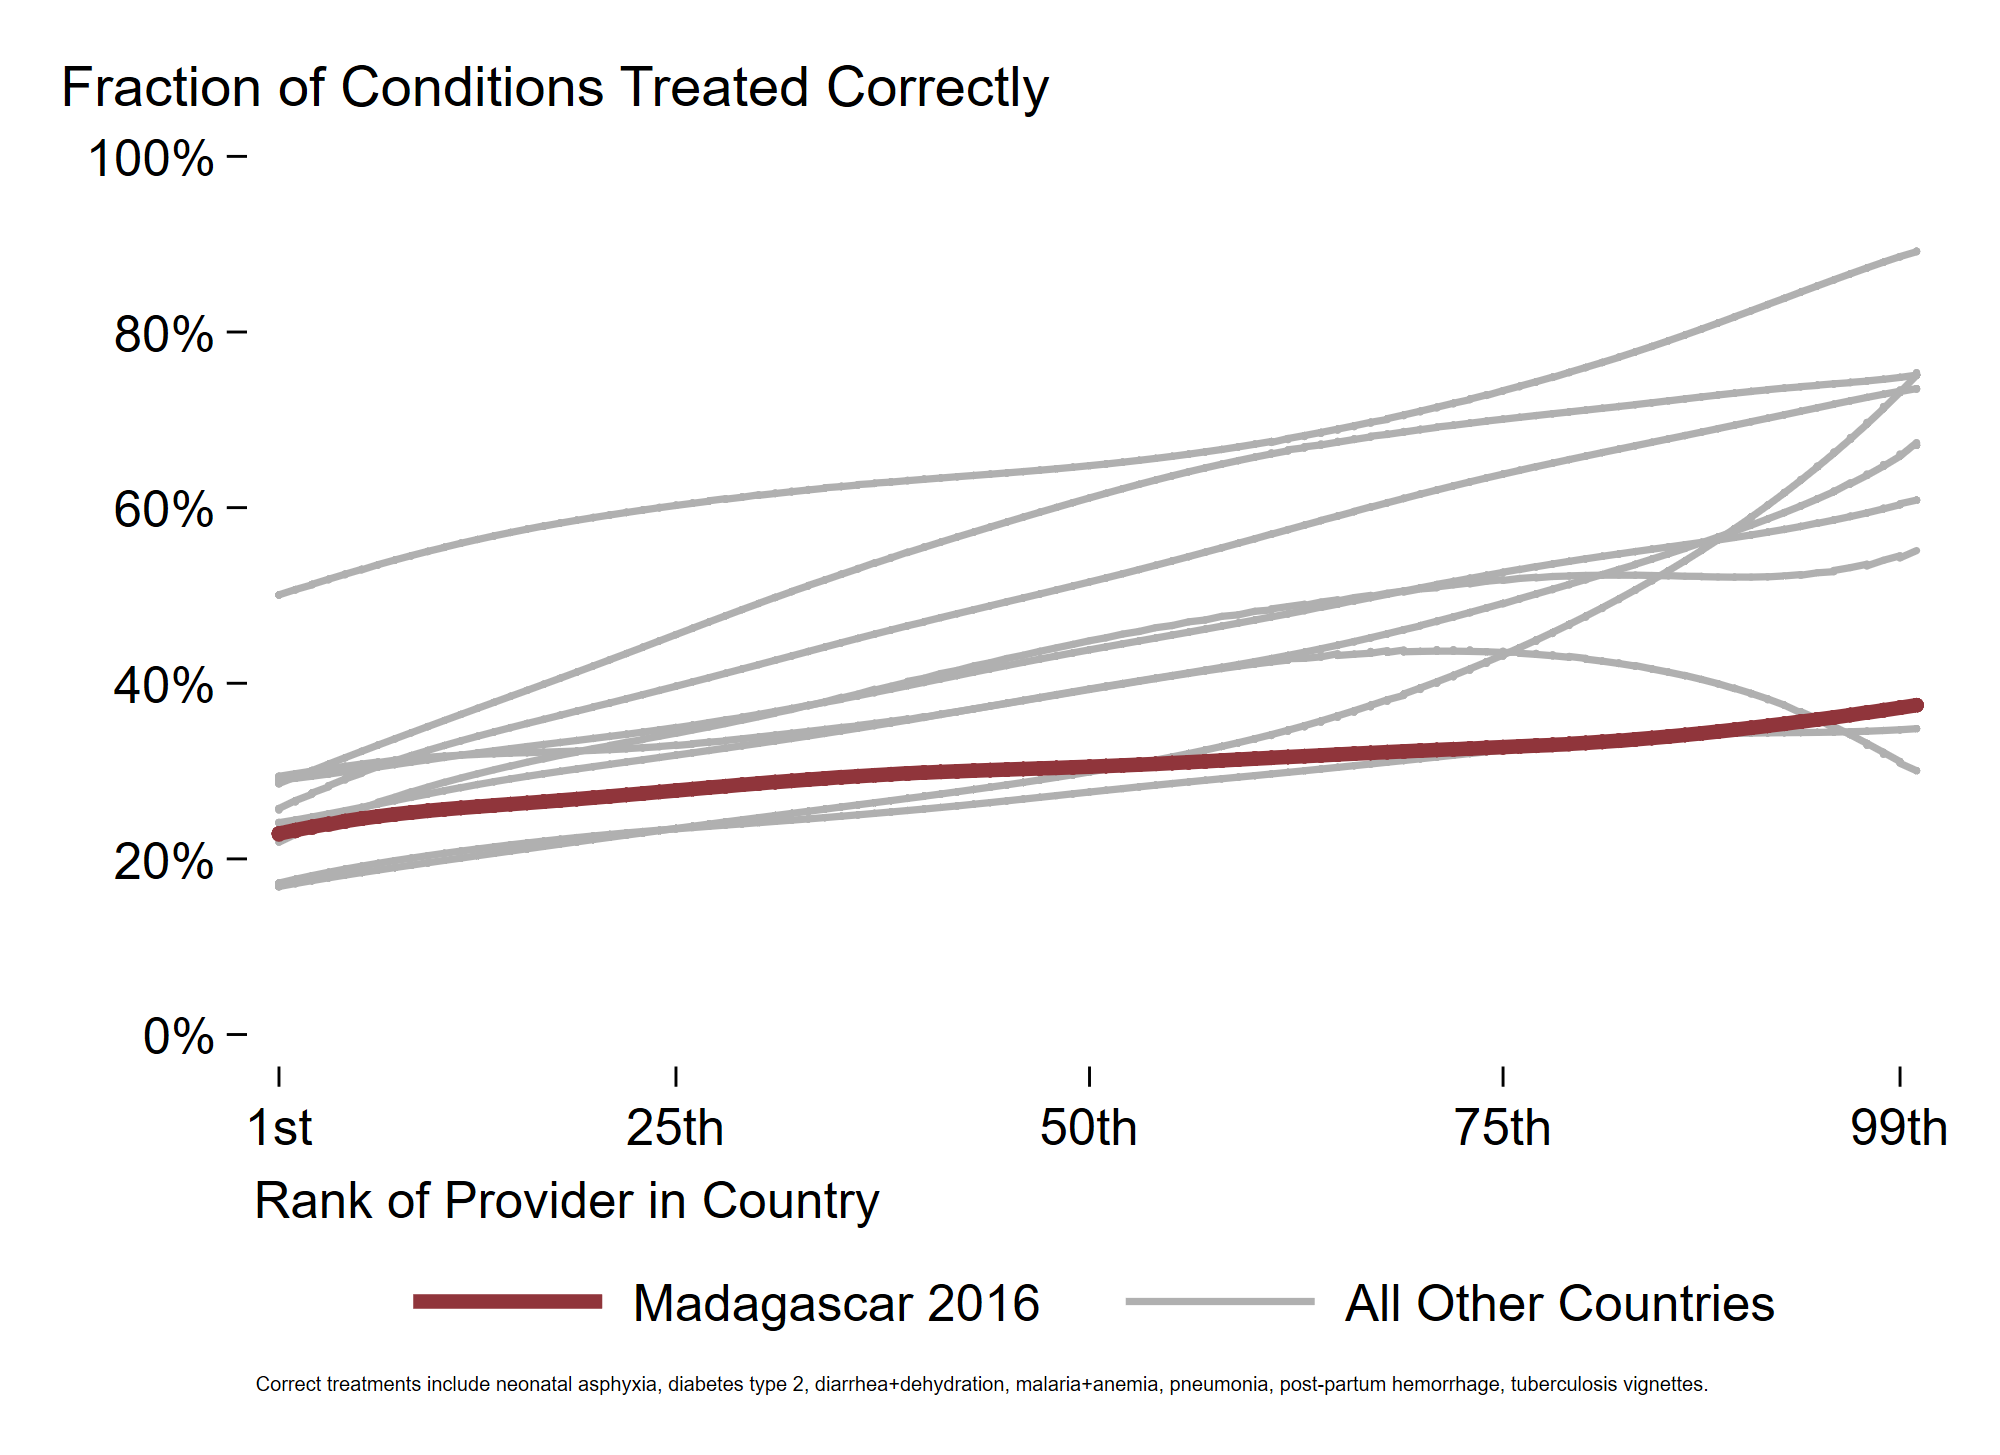 Fraction of Conditions Treated Correctly
100%
80%
60%
40%
20%
0%
1st 25th 50th 75th 99th
Rank of Provider in Country
Madagascar 2016 All Other Countries
Correct treatments include neonatal asphyxia, diabetes type 2, diarrhea+dehydration, malaria+anemia, pneumonia, post-partum hemorrhage, tuberculosis vignettes.